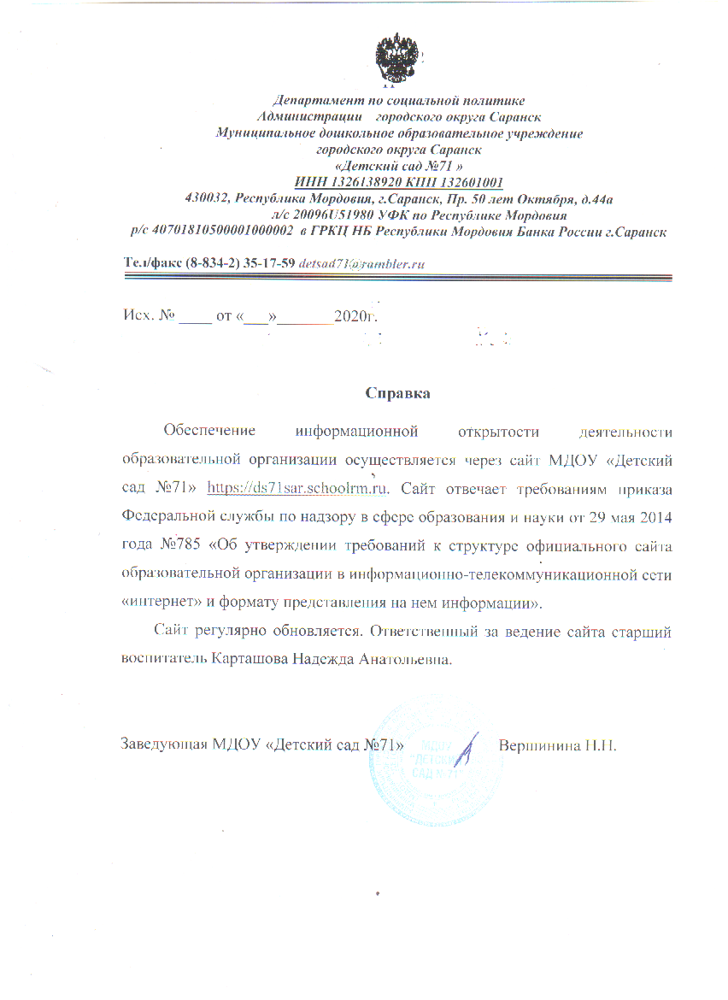 Департамент по социальной политике
Администрации городского округа Саранск
Муниципальное дошкольное образовательное учреждение
городского округа Саранск
«Детский сад №71 »
ИНН 1326138920 КПП 132601001
430032, Республика Мордовия, г.Саранск, Пр. 50 лет Октября, д.44а
л/с 20096U51980 УФК по Республике Мордовия
р/с 40701810500001000002 в ГРКЦ НБ Республики Мордовия Банка России г.Саранск
Тел/факс (8-834-2) 35-17-59 detsad71@rambler.ru
Исх. № ____ от «___»_______2020г.
Справка
Обеспечение информационной открытости деятельности
образовательной организации осуществляется через сайт МДОУ «Детский
сад №71» https://ds71sar.schoolrm.ru. Сайт отвечает требованиям приказа
Федеральной службы по надзору в сфере образования и науки от 29 мая 2014
года №785 «Об утверждении требований к структуре официального сайта
образовательной организации в информационно-телекоммуникационной сети
«интернет» и формату представления на нем информации».
Сайт регулярно обновляется. Ответственный за ведение сайта старший
воспитатель Карташова Надежда Анатольевна.
Заведующая МДОУ «Детский сад №71» Вершинина Н.Н.
МДОУ
"ДЕТСКИЙ
САД №71"